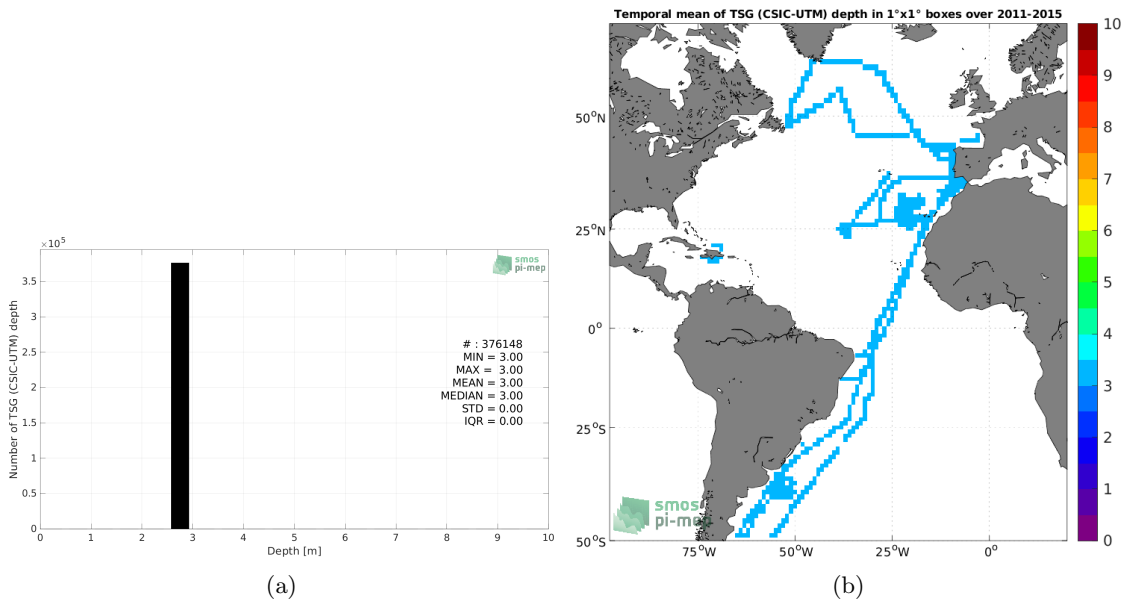 ×10⁵
3.5
3
2.5
2
1.5
1
0.5
0
0 1 2 3 4 5 6 7 8 9 10
Number of TSG (CSIC-UTM) depth
Depth [m]
smos
pi-mep
# : 376148
MIN = 3.00
MAX = 3.00
MEAN = 3.00
MEDIAN = 3.00
STD = 0.00
IQR = 0.00
(a)
Temporal mean of TSG (CSIC-UTM) depth in 1°x1° boxes over 2011-2015
50°N
25°N
0°
25°S
50°S
75°W 50°W 25°W 0°
smos
pi-mep
10
9
8
7
6
5
4
3
2
1
0
(b)